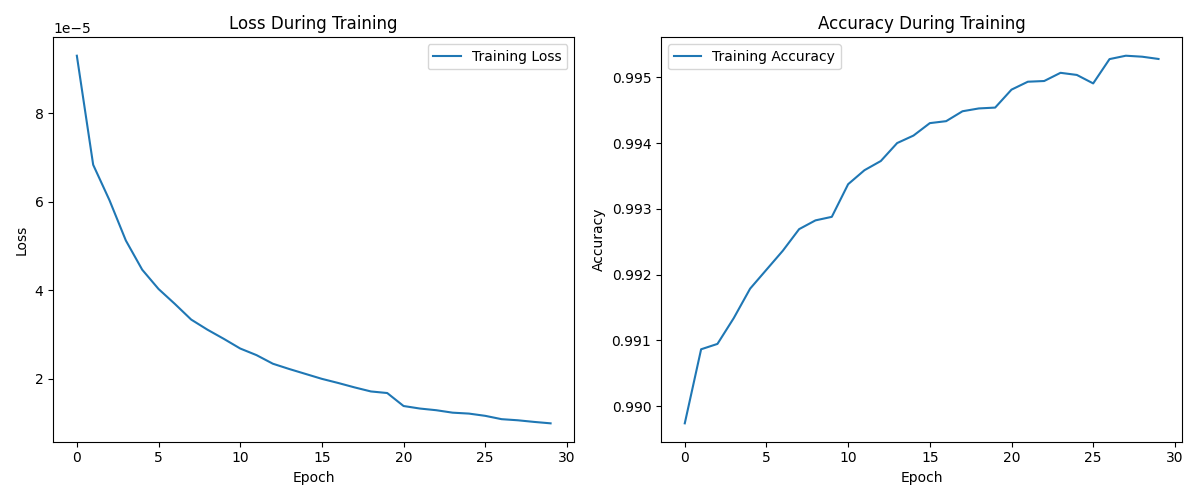 Loss During Training
1e−5
Training Loss
8
6
4
2
Loss
0 5 10 15 20 25 30
Epoch
Accuracy During Training
Training Accuracy
0.995
0.994
0.993
0.992
0.991
0.990
Accuracy
0 5 10 15 20 25 30
Epoch